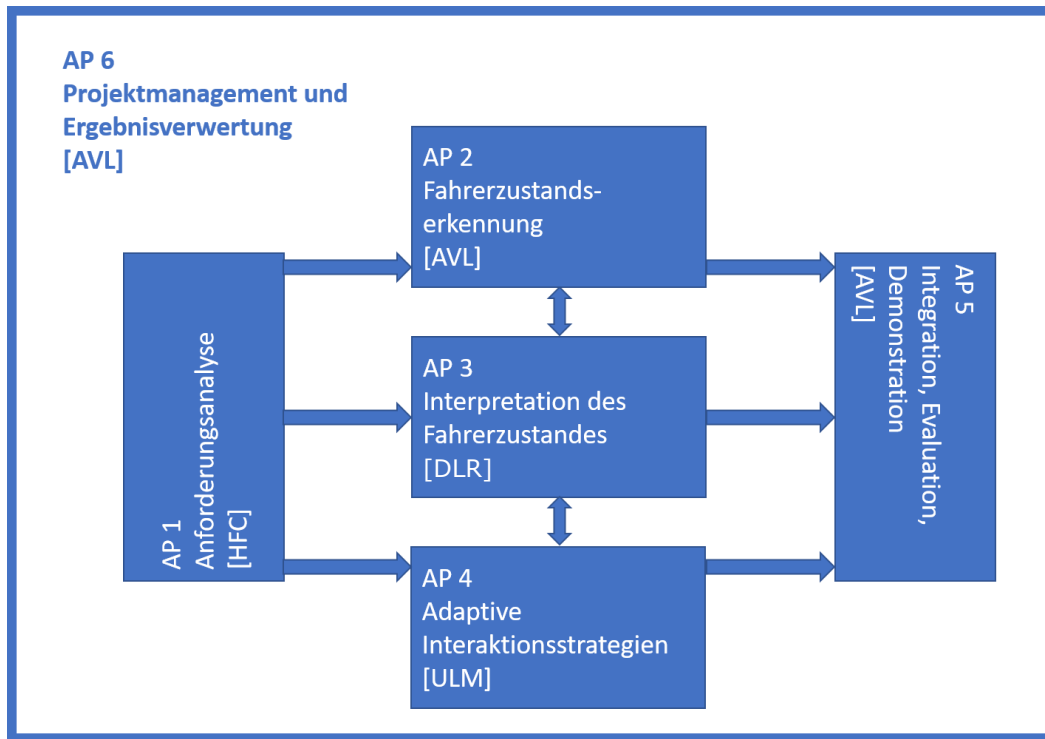 AP 6
Projektmanagement und
Ergebnisverwertung
[AVL]
AP 1
Anforderungsanalyse
[HFC]
AP 2
Fahrerzustands-
erkennung
[AVL]
AP 3
Interpretation des
Fahrerzustandes
[DLR]
AP 4
Adaptive
Interaktionsstrategien
[ULM]
AP 5
Integration, Evaluation,
Demonstration
[AVL]